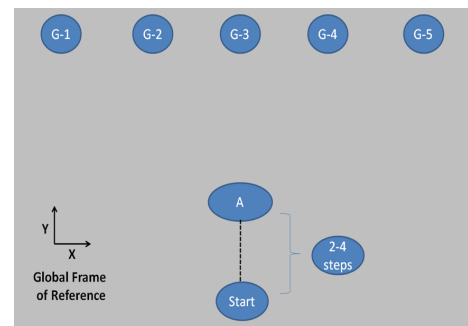 G-1 G-2 G-3 G-4 G-5
A
Y
X
2-4
steps
Global Frame
of Reference
Start